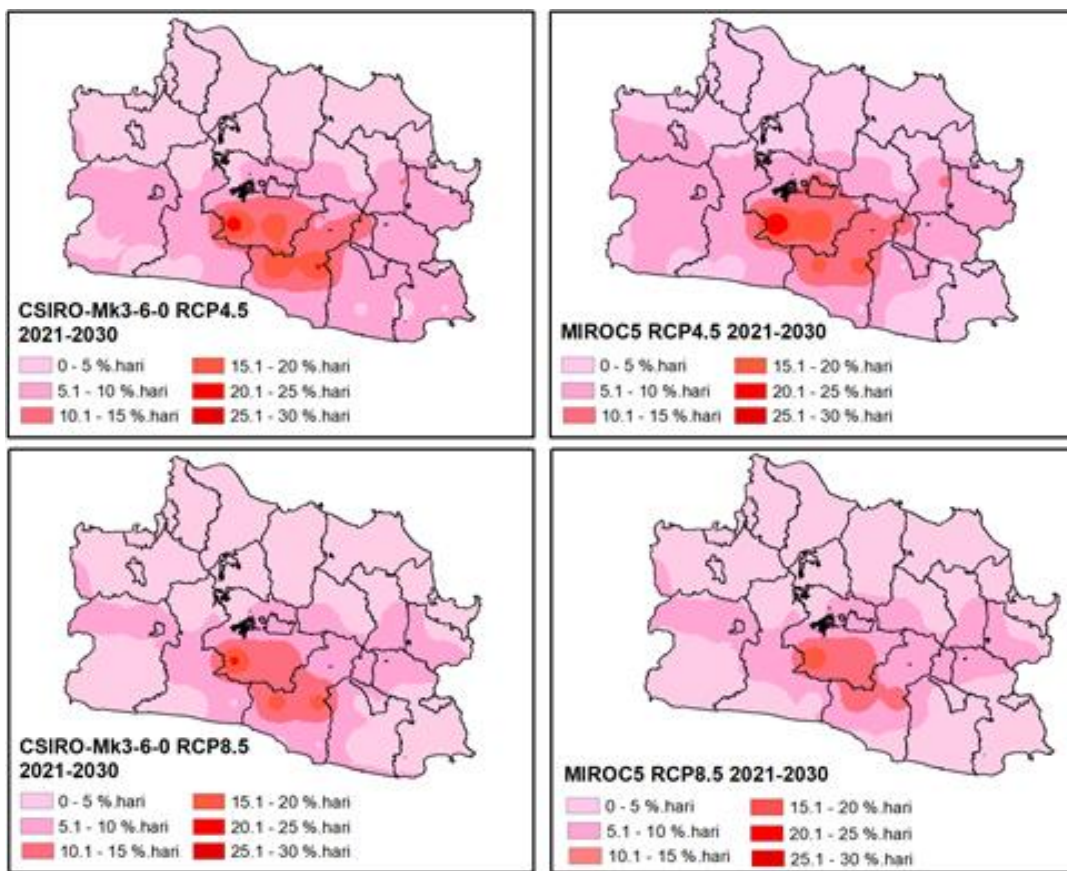 CSIRO-Mk3-6-0 RCP4.5
2021-2030
0 - 5 %.hari
5.1 - 10 %.hari
10.1 - 15 %.hari
15.1 - 20 %.hari
20.1 - 25 %.hari
25.1 - 30 %.hari
MIROC5 RCP4.5 2021-2030
0 - 5 %.hari
5.1 - 10 %.hari
10.1 - 15 %.hari
15.1 - 20 %.hari
20.1 - 25 %.hari
25.1 - 30 %.hari
CSIRO-Mk3-6-0 RCP8.5
2021-2030
0 - 5 %.hari
5.1 - 10 %.hari
10.1 - 15 %.hari
15.1 - 20 %.hari
20.1 - 25 %.hari
25.1 - 30 %.hari
MIROC5 RCP8.5 2021-2030
0 - 5 %.hari
5.1 - 10 %.hari
10.1 - 15 %.hari
15.1 - 20 %.hari
20.1 - 25 %.hari
25.1 - 30 %.hari